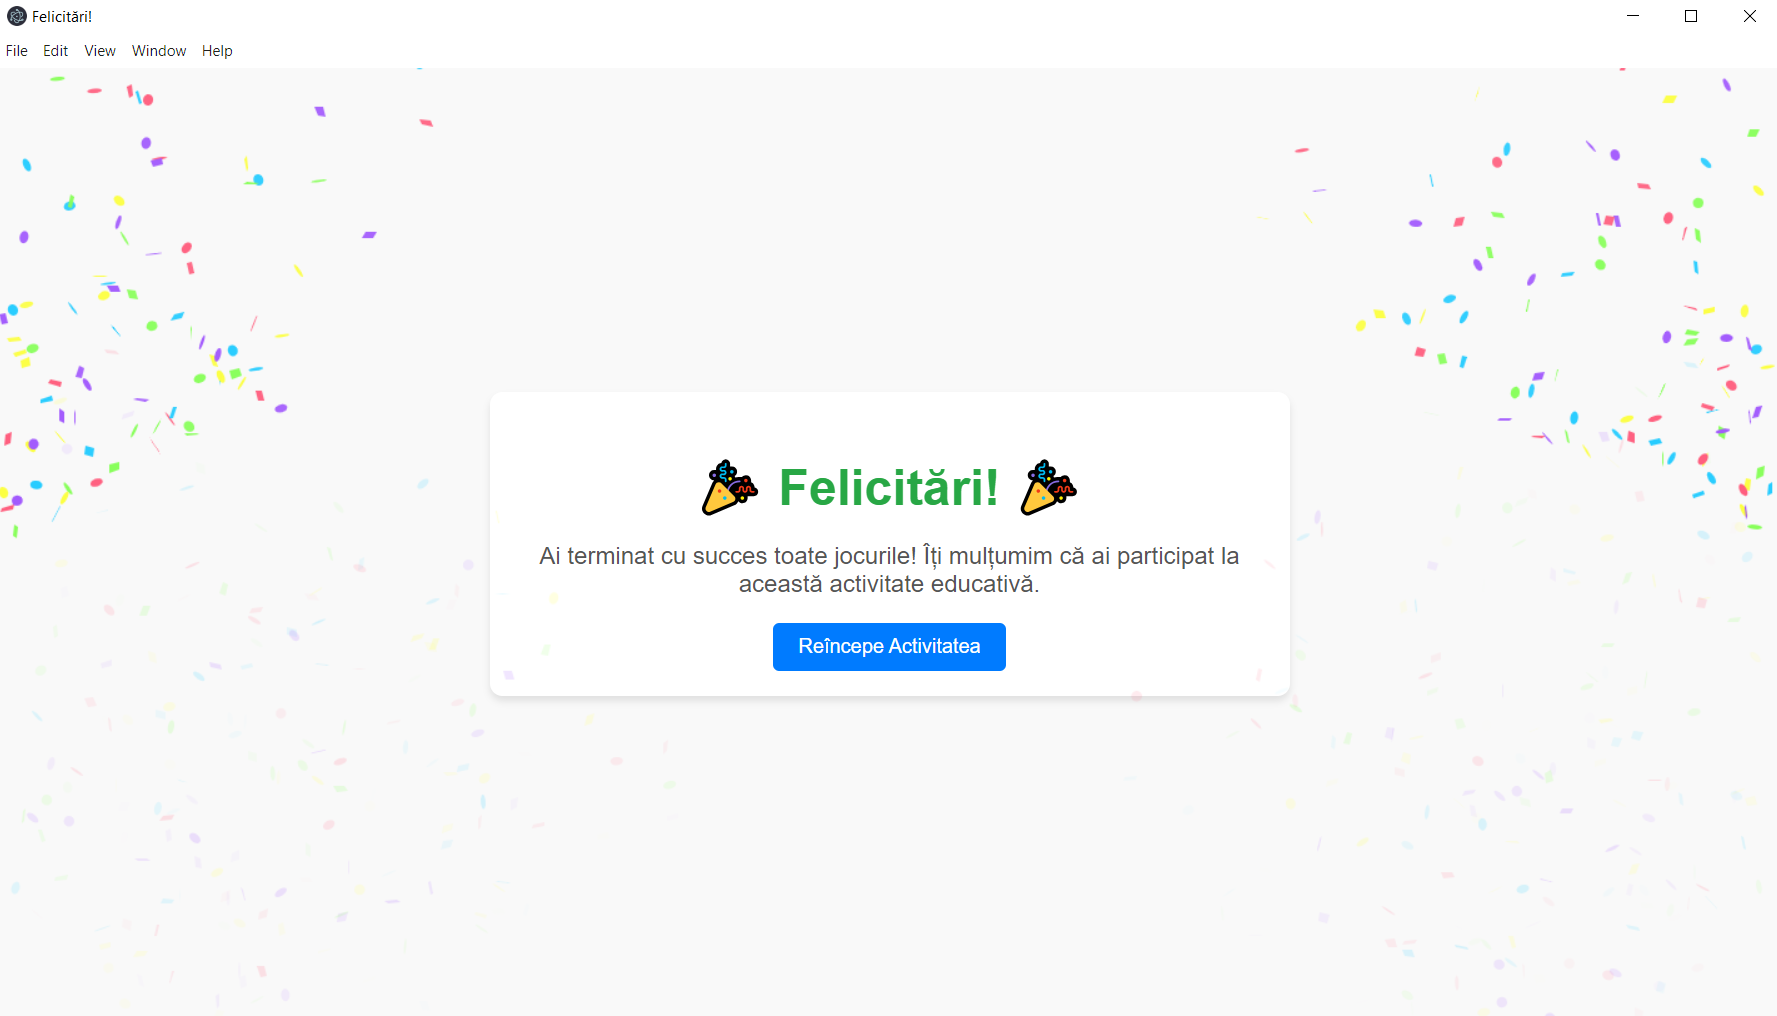 Felicitări!
File Edit View Window Help
🎉 Felicitări! 🎉
Ai terminat cu succes toate jocurile! Îți mulțumim că ai participat la
această activitate educativă.
Reîncepe Activitatea